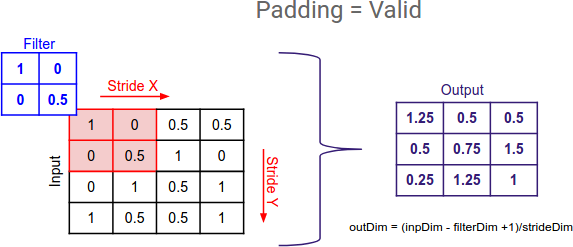 Padding = Valid
Filter
1 0
0 0.5
Stride X
Input
1 0 0.5 0.5
0 0.5 1 0
0 1 0.5 1
1 0.5 0.5 1
Stride Y
Output
1.25 0.5 0.5
0.5 0.75 1.5
0.25 1.25 1
outDim = (inpDim - filterDim +1)/strideDim